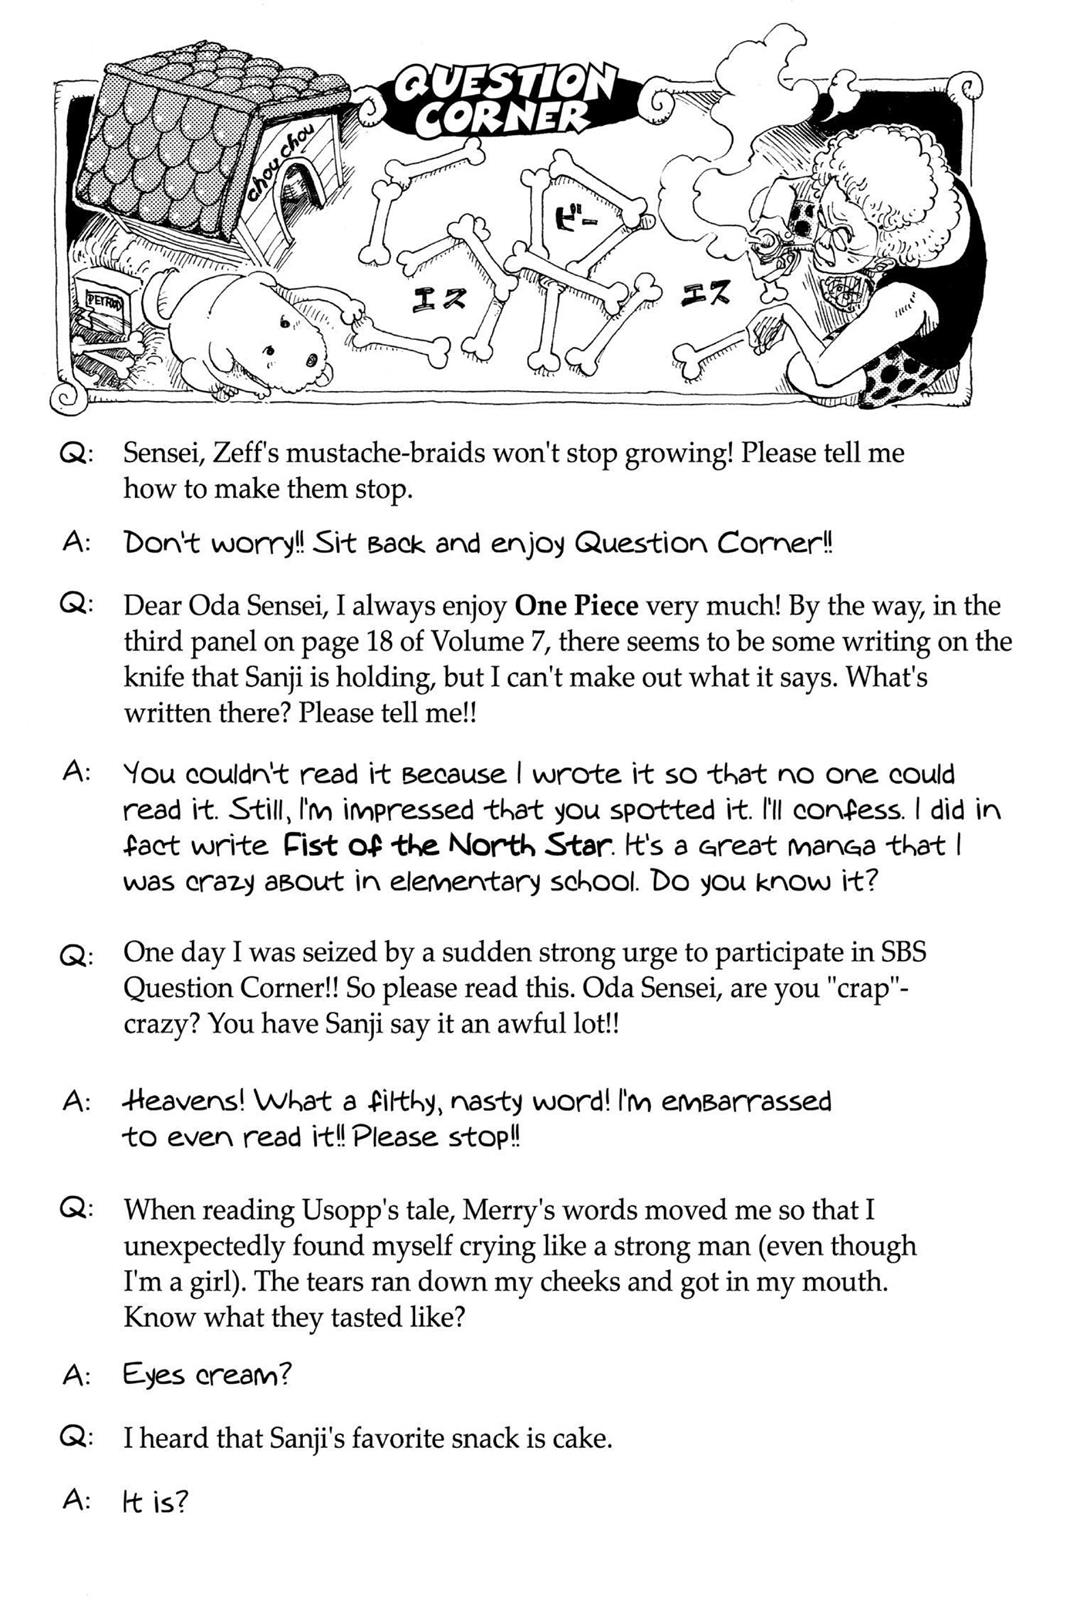 QUESTION
CORNER
chouchou
ビー
エス
エス
PETFOOD
Q: Sensei, Zeff's mustache-braids won't stop growing! Please tell me
how to make them stop.
A: Don't worry!! Sit back and enjoy Question Corner!!
Q: Dear Oda Sensei, I always enjoy One Piece very much! By the way, in the
third panel on page 18 of Volume 7, there seems to be some writing on the
knife that Sanji is holding, but I can't make out what it says. What's
written there? Please tell me!!
A: You couldn't read it because I wrote it so that no one could
read it. Still, I'm impressed that you spotted it. I'll confess. I did in
fact write Fist of the North Star. It's a great manga that I
was crazy about in elementary school. Do you know it?
Q: One day I was seized by a sudden strong urge to participate in SBS
Question Corner!! So please read this. Oda Sensei, are you "crap"-
crazy? You have Sanji say it an awful lot!!
A: Heavens! What a filthy, nasty word! I'm embarrassed
to even read it!! Please stop!!
Q: When reading Usopp's tale, Merry's words moved me so that I
unexpectedly found myself crying like a strong man (even though
I'm a girl). The tears ran down my cheeks and got in my mouth.
Know what they tasted like?
A: Eyes cream?
Q: I heard that Sanji's favorite snack is cake.
A: It is?